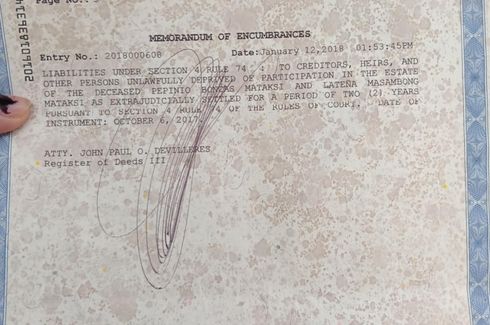 Page No.:
MEMORANDUM OF ENCUMBRANCES
Entry No.: 2018000608 Date:January 12,2018 01:53:45PM
LIABILITIES UNDER SECTION 4 RULE 74 : TO CREDITORS, HEIRS, AND
OTHER PERSONS UNLAWFULLY DEPRIVED OF PARTICIPATION IN THE ESTATE
OF THE DECEASED PEPINIO BONZAS MATAKSI AND LATEÑA MASAMBONG
MATAKSI AS EXTRAJUDICIALLY SETTLED FOR A PERIOD OF TWO (2) YEARS
PURSUANT TO SECTION 4 RULE 74 OF THE RULES OF COURT. DATE OF
INSTRUMENT: OCTOBER 6, 2017.
ATTY. JOHN PAUL O. DEVILLERES
Register of Deeds III